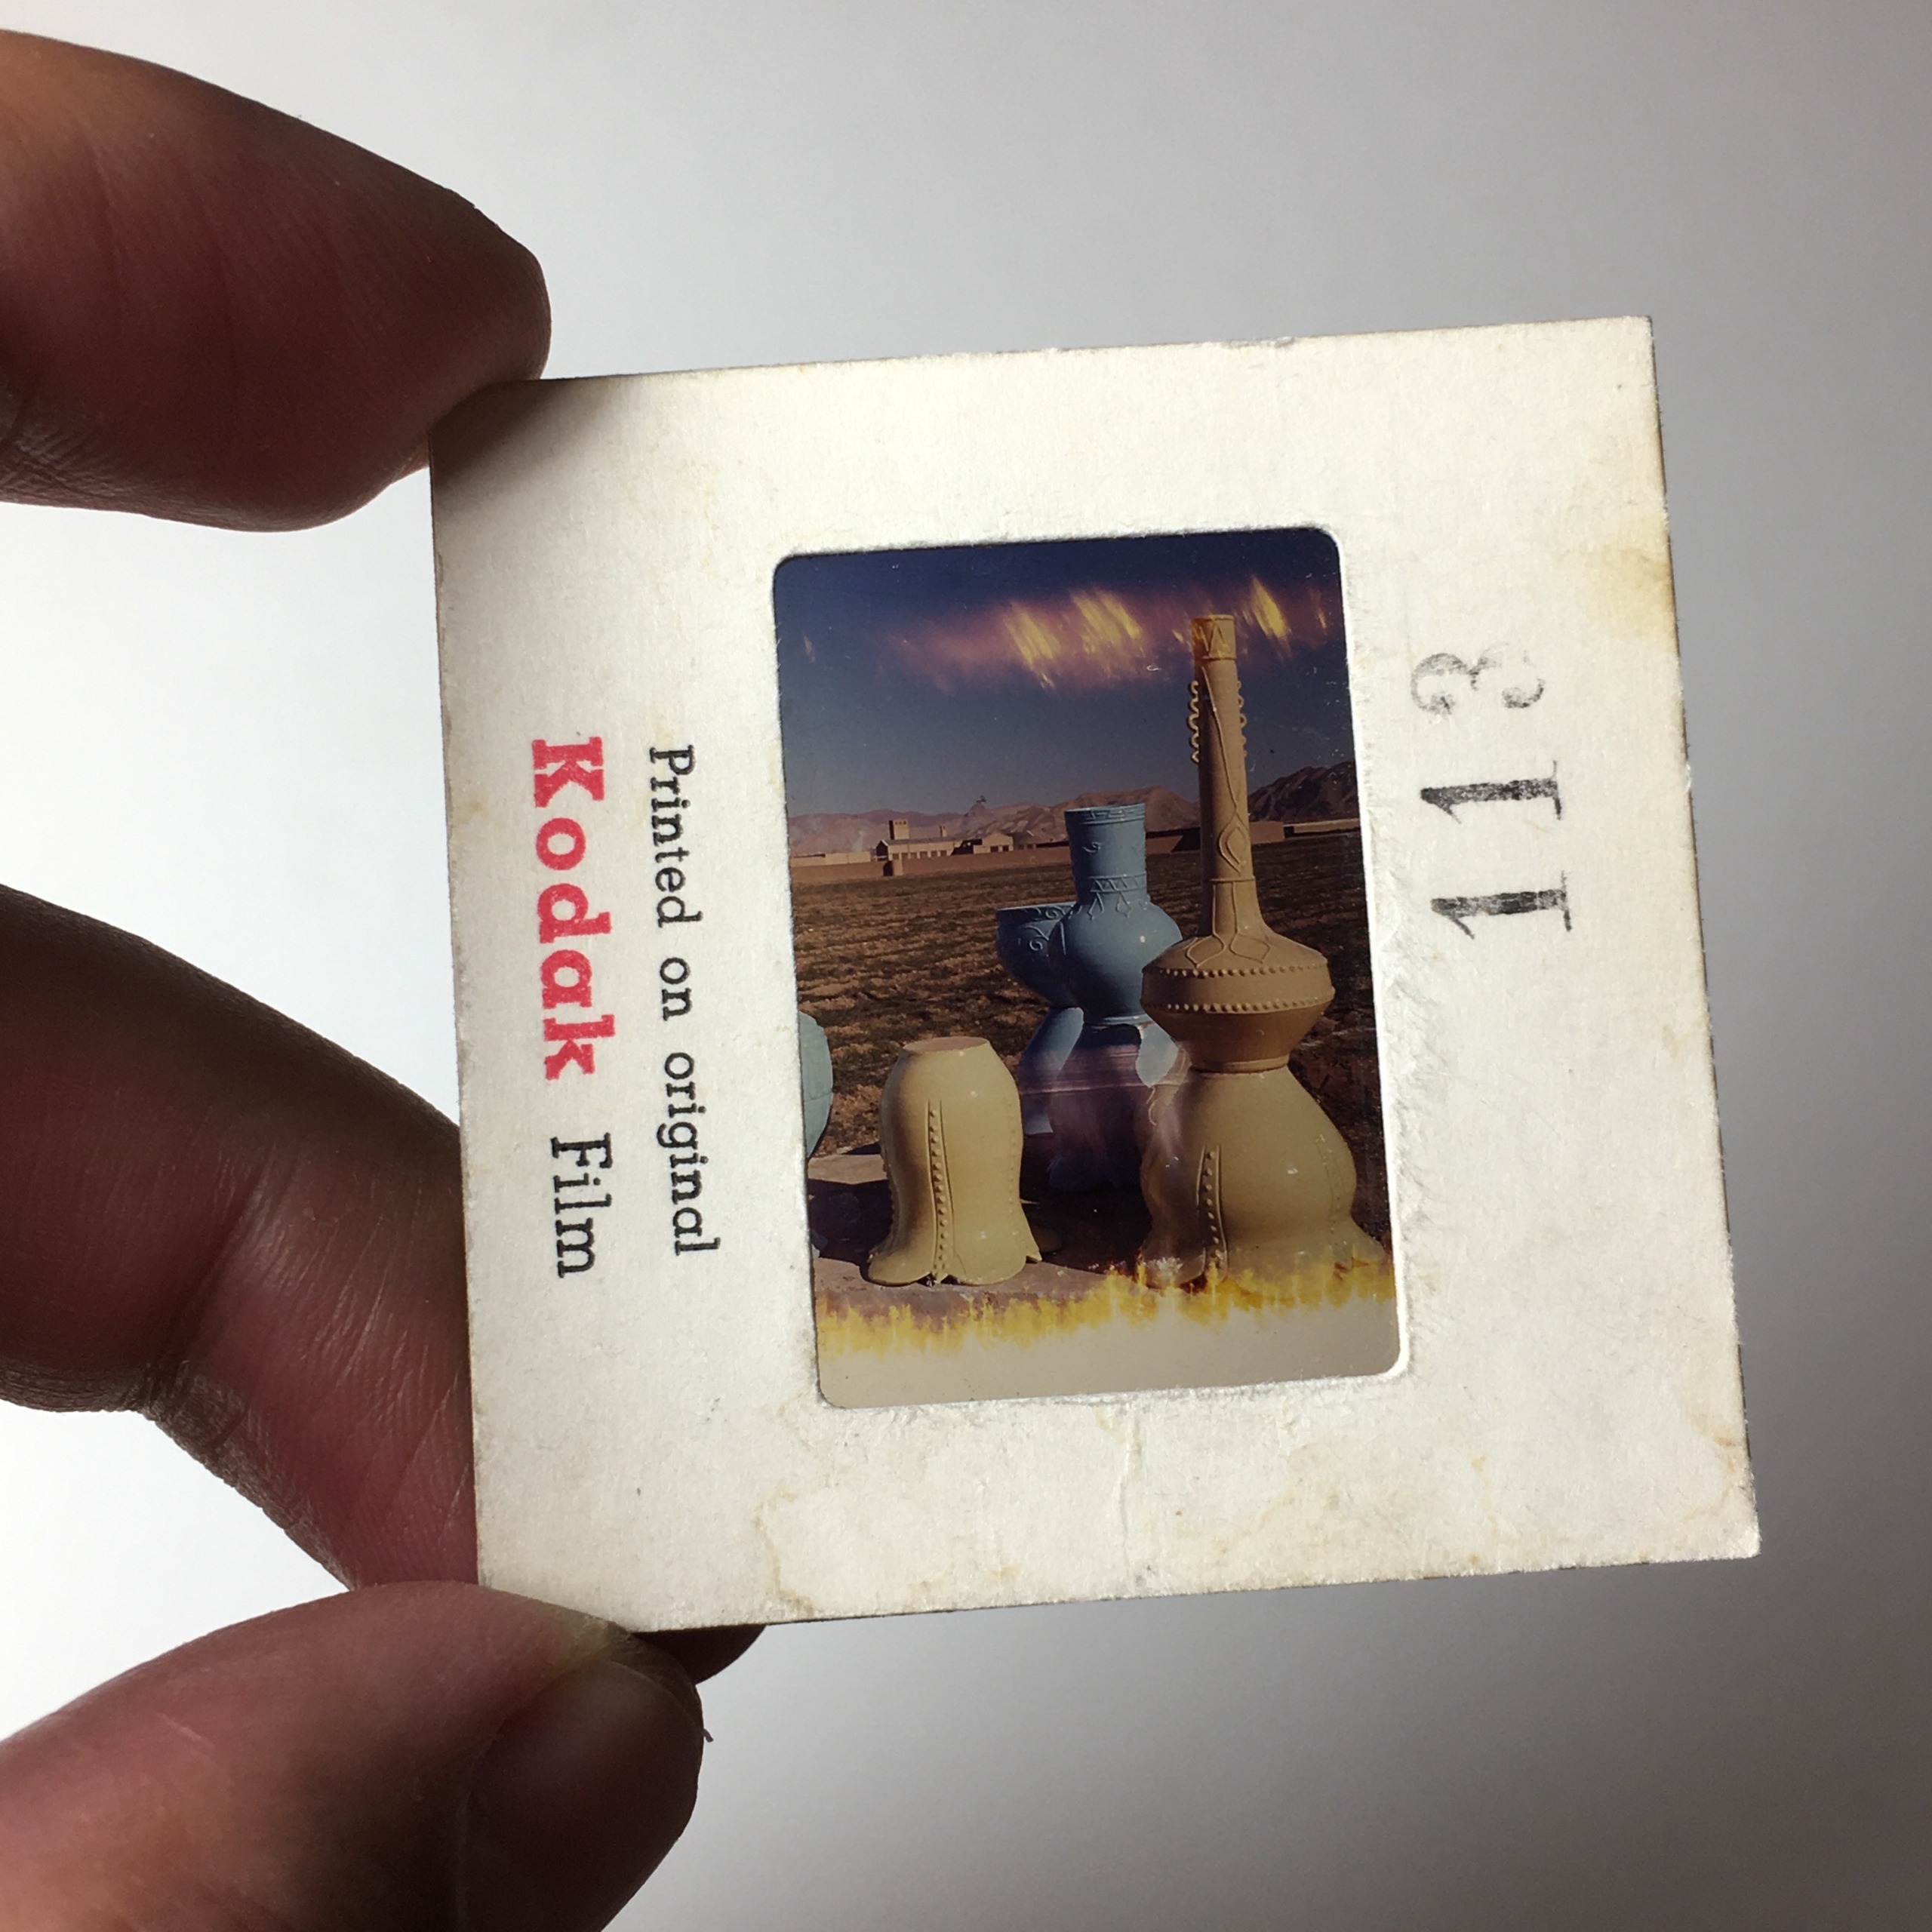 Printed on original
Kodak Film
113